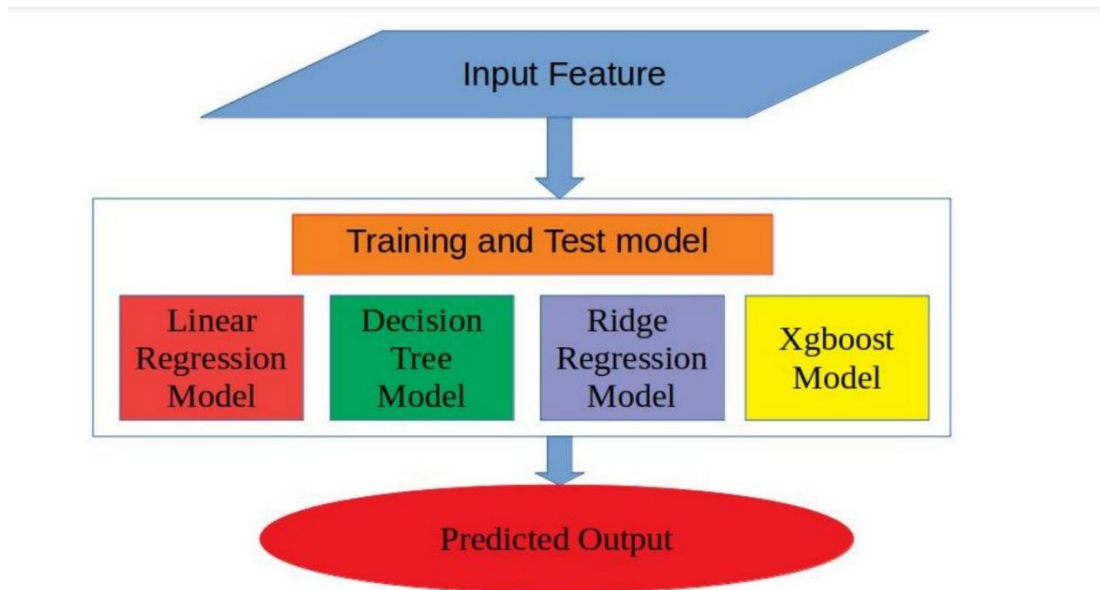 Input Feature
Training and Test model
Linear
Regression
Model
Decision
Tree
Model
Ridge
Regression
Model
Xgboost
Model
Predicted Output